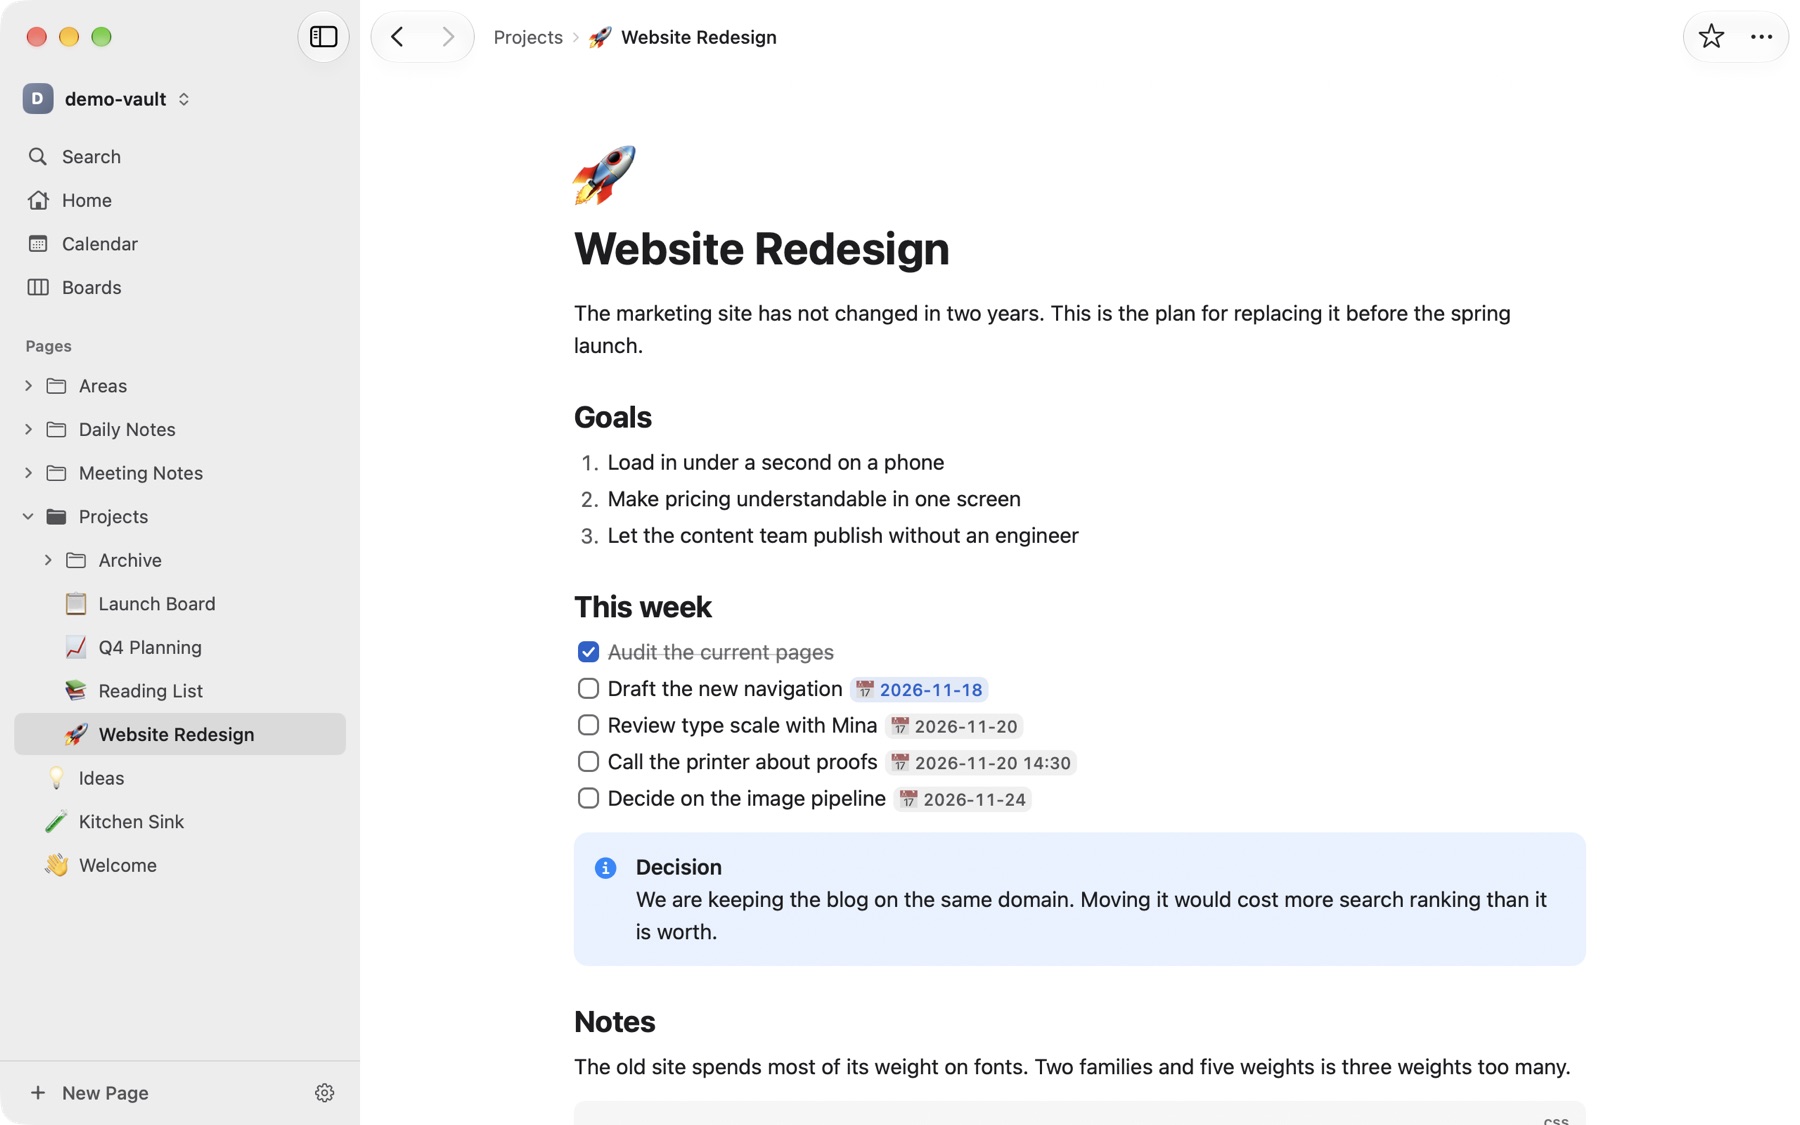 D demo-vault
Search
Home
Calendar
Boards
Pages
Areas
Daily Notes
Meeting Notes
Projects
Archive
Launch Board
Q4 Planning
Reading List
Website Redesign
Ideas
Kitchen Sink
Welcome
New Page
Projects › Website Redesign
Website Redesign
The marketing site has not changed in two years. This is the plan for replacing it before the spring
launch.
Goals
1. Load in under a second on a phone
2. Make pricing understandable in one screen
3. Let the content team publish without an engineer
This week
Audit the current pages
Draft the new navigation 2026-11-18
Review type scale with Mina 2026-11-20
Call the printer about proofs 2026-11-20 14:30
Decide on the image pipeline 2026-11-24
Decision
We are keeping the blog on the same domain. Moving it would cost more search ranking than it
is worth.
Notes
The old site spends most of its weight on fonts. Two families and five weights is three weights too many.
css